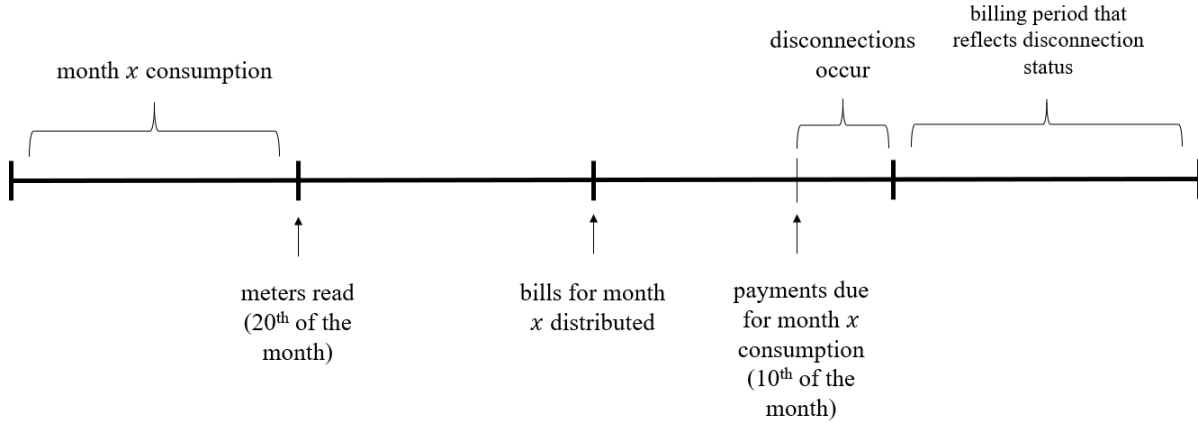 month x consumption
disconnections
occur
billing period that
reflects disconnection
status
meters read
(20th of the
month)
bills for month
x distributed
payments due
for month x
consumption
(10th of the
month)